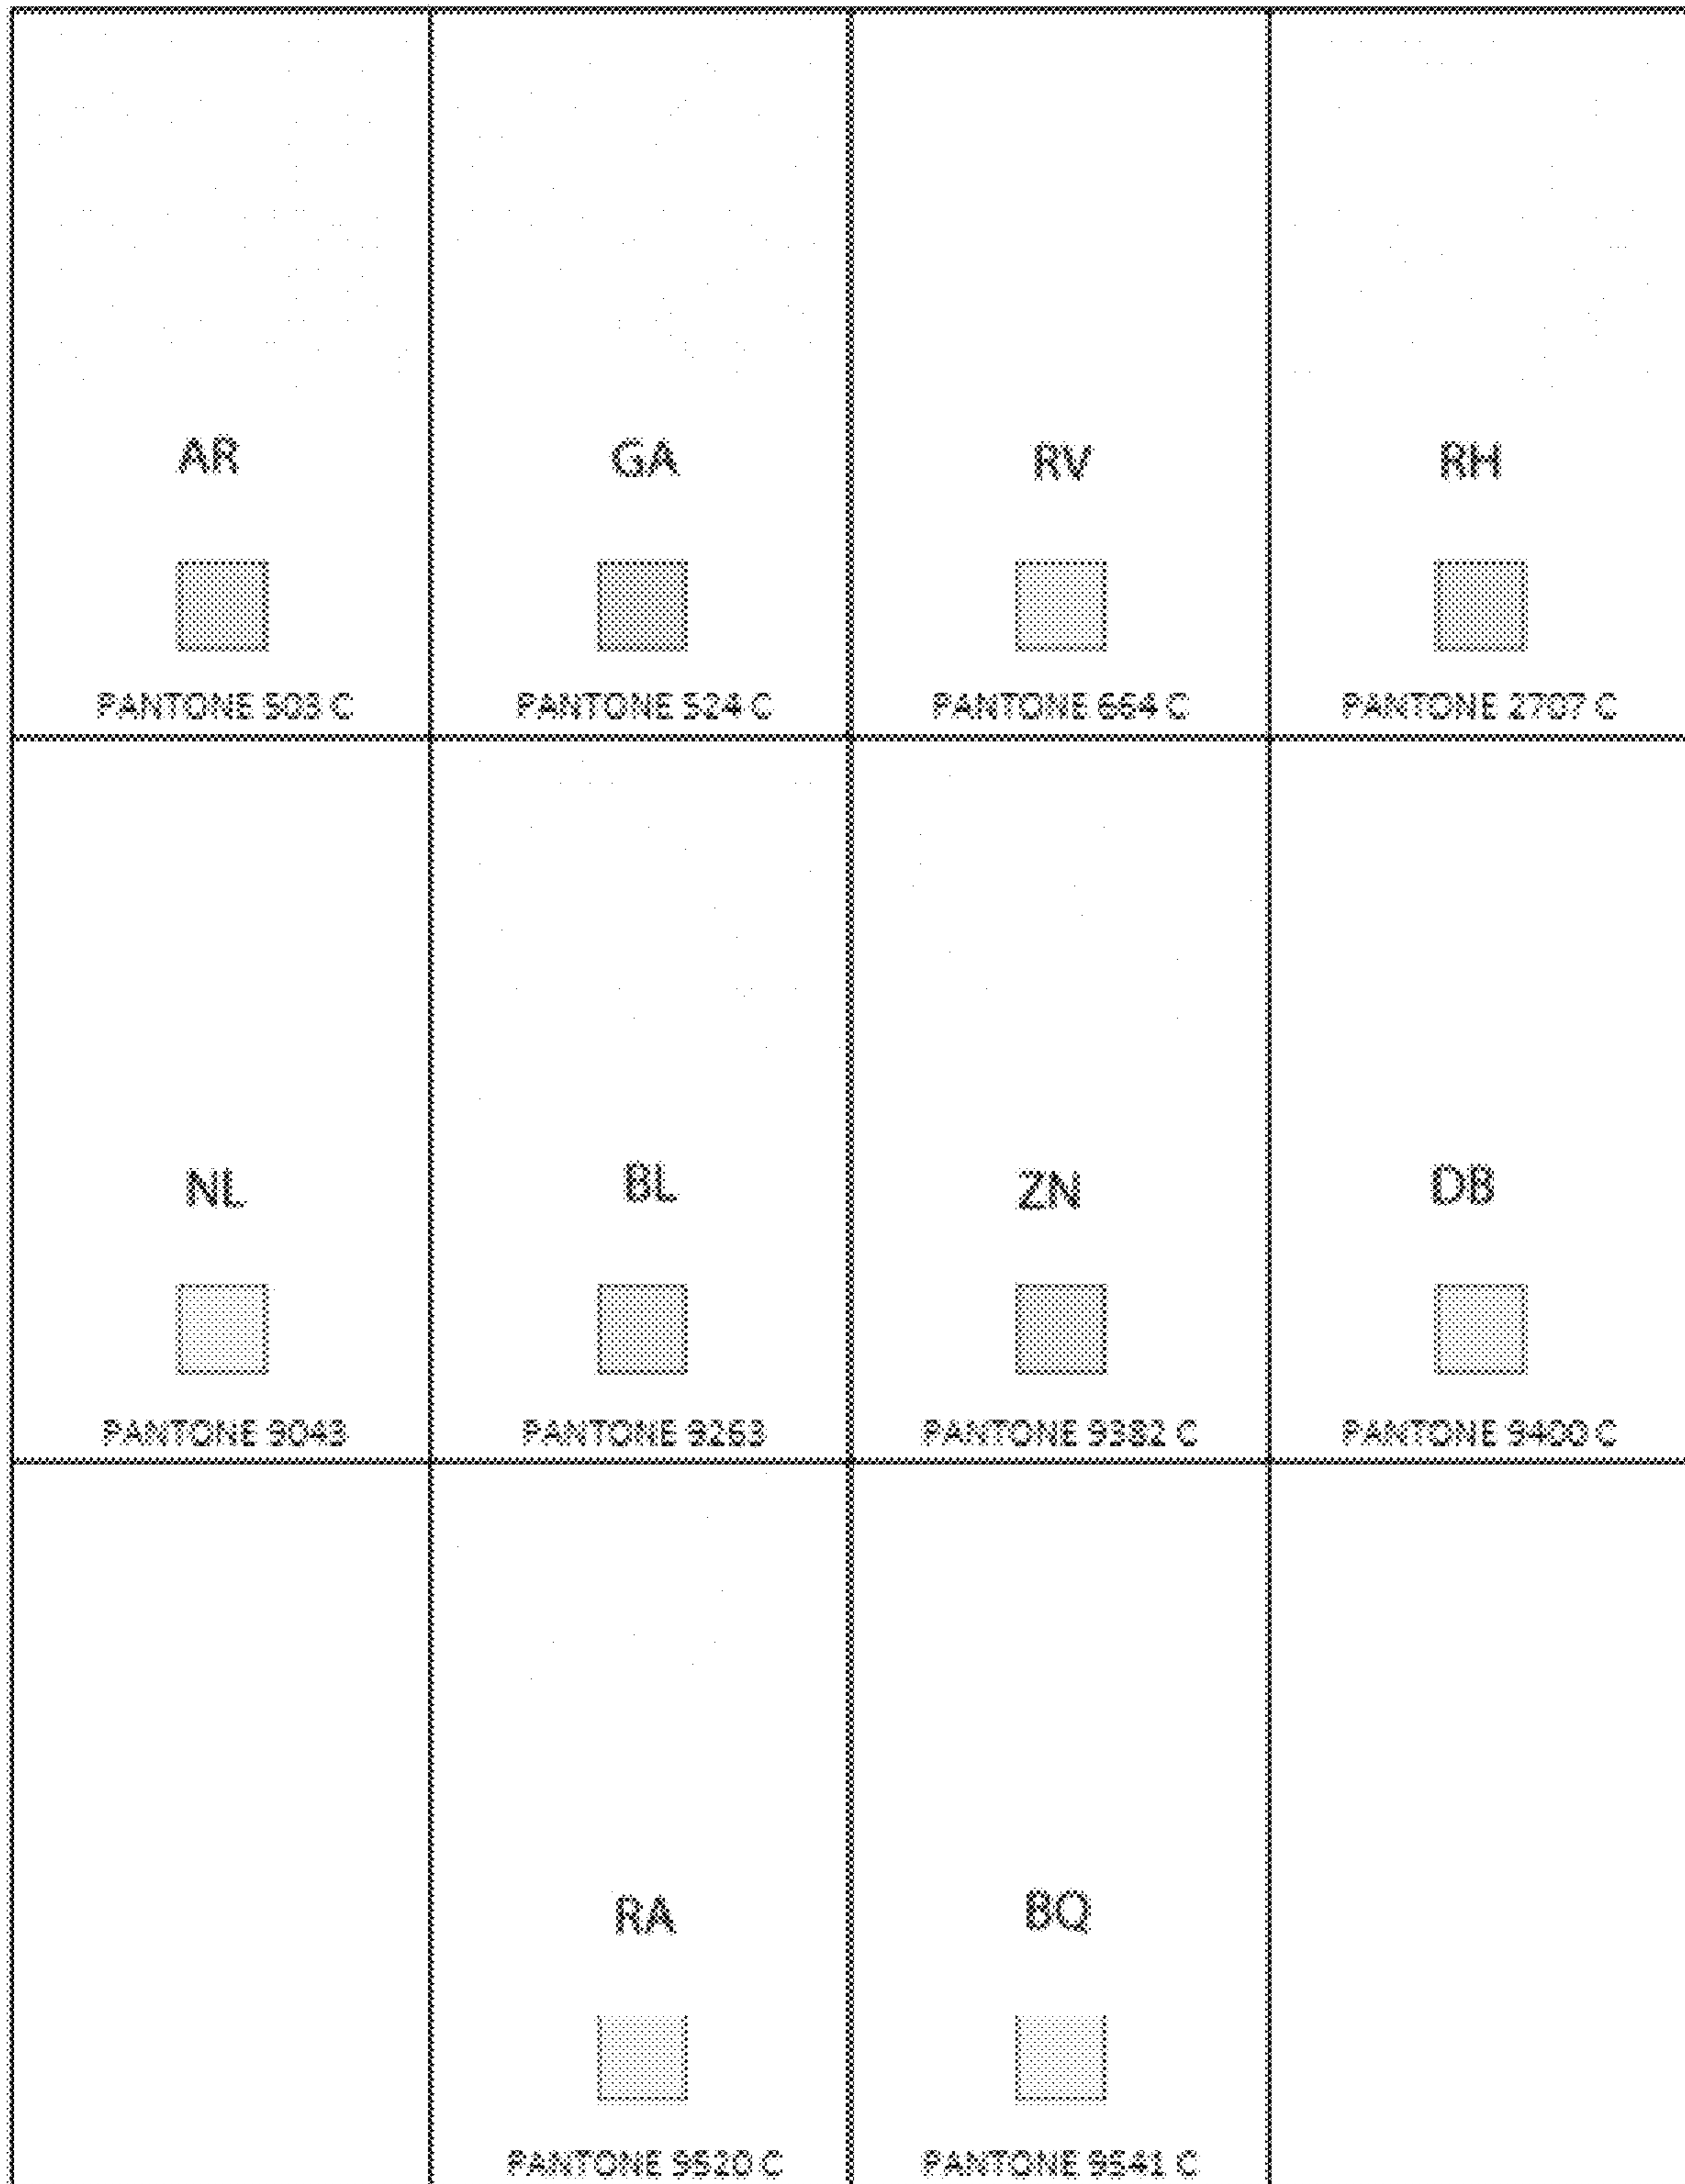 AR
GA
RV
RH
PANTONE 503 C
PANTONE 524 C
PANTONE 664 C
PANTONE 2707 C
NL
BL
ZN
DB
PANTONE 9043
PANTONE 9263
PANTONE 9382 C
PANTONE 9400 C
RA
BQ
PANTONE 9520 C
PANTONE 9541 C